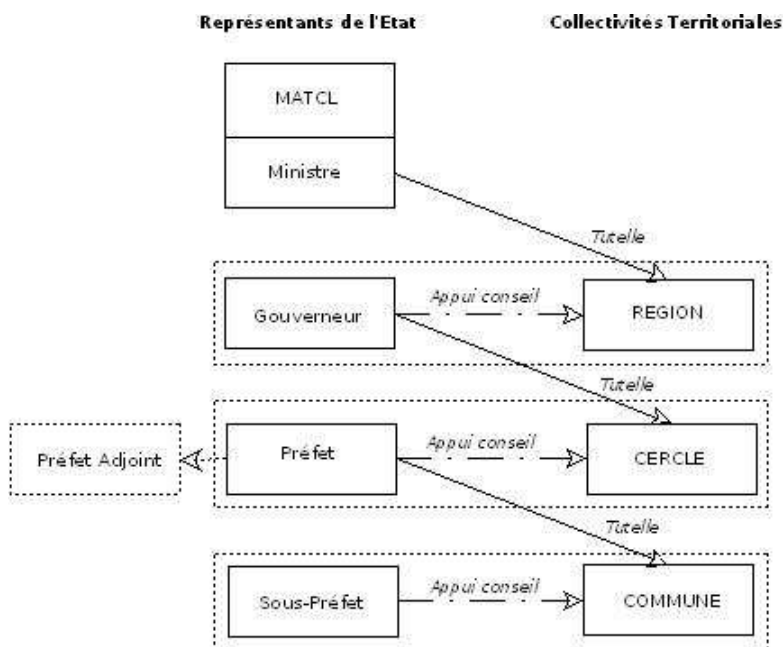 Représentants de l'Etat
Collectivités Territoriales
MATCL
Ministre
Tutelle
Gouverneur
Appui conseil
REGION
Tutelle
Préfet Adjoint
Préfet
Appui conseil
CERCLE
Tutelle
Sous-Préfet
Appui conseil
COMMUNE